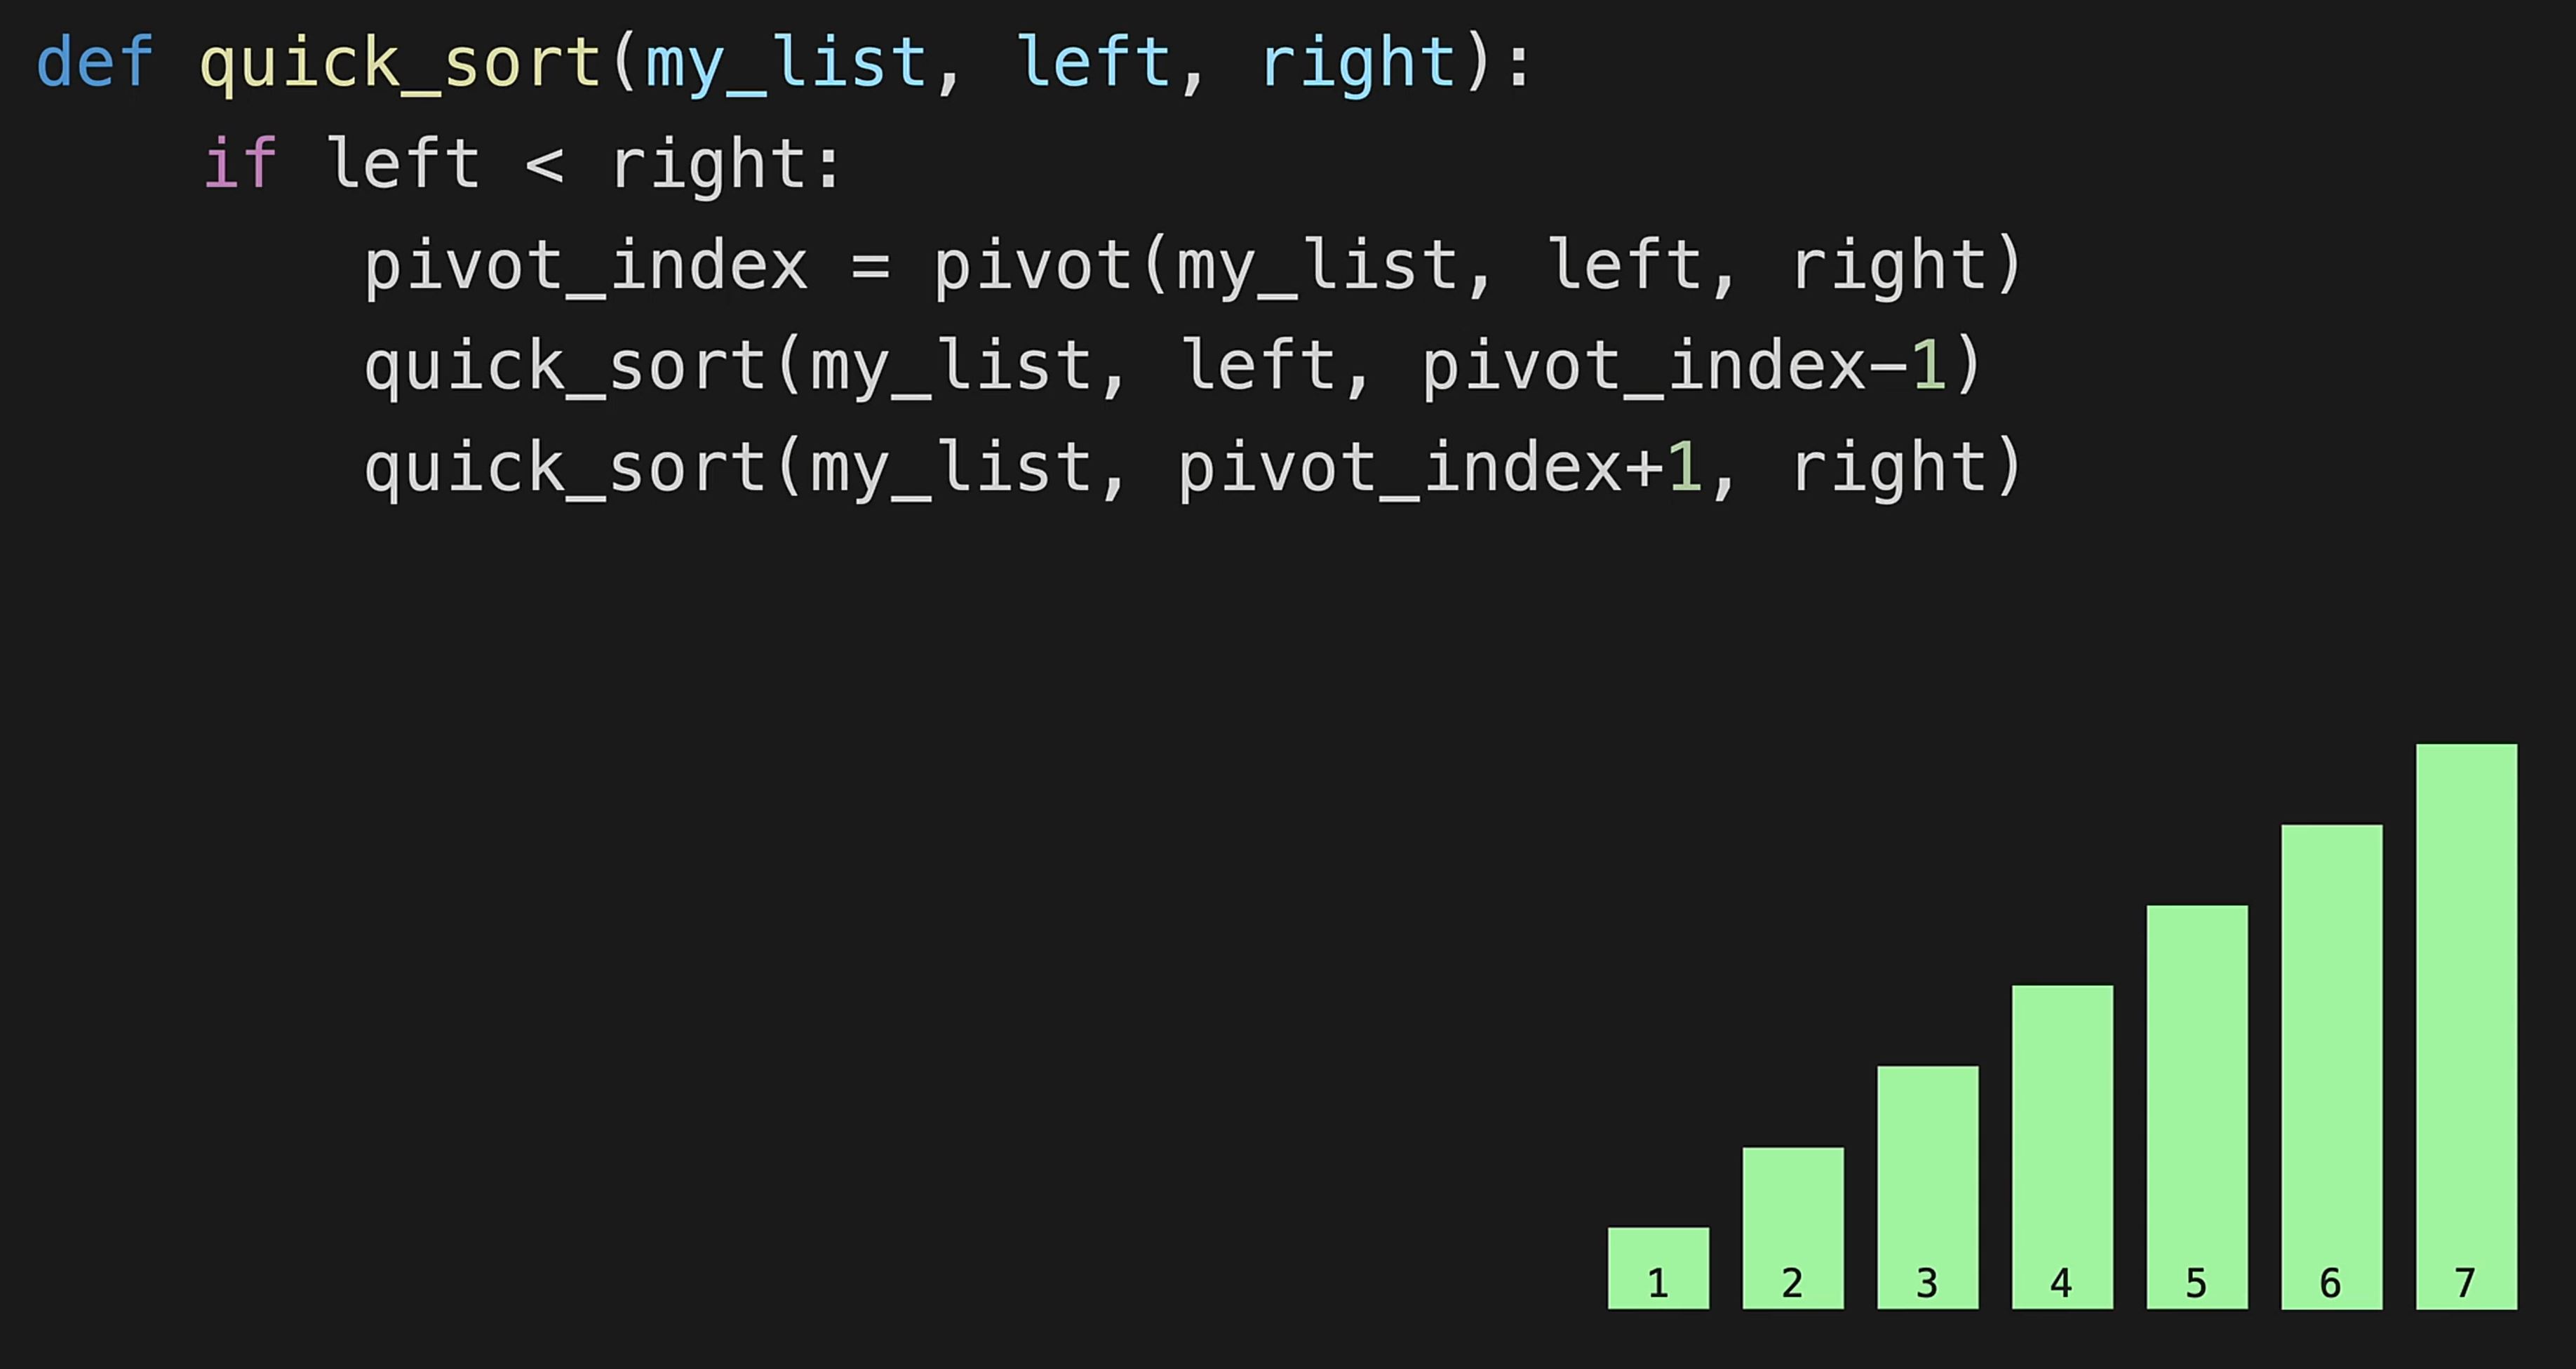 def quick_sort(my_list, left, right):
    if left < right:
        pivot_index = pivot(my_list, left, right)
        quick_sort(my_list, left, pivot_index-1)
        quick_sort(my_list, pivot_index+1, right)
1 2 3 4 5 6 7